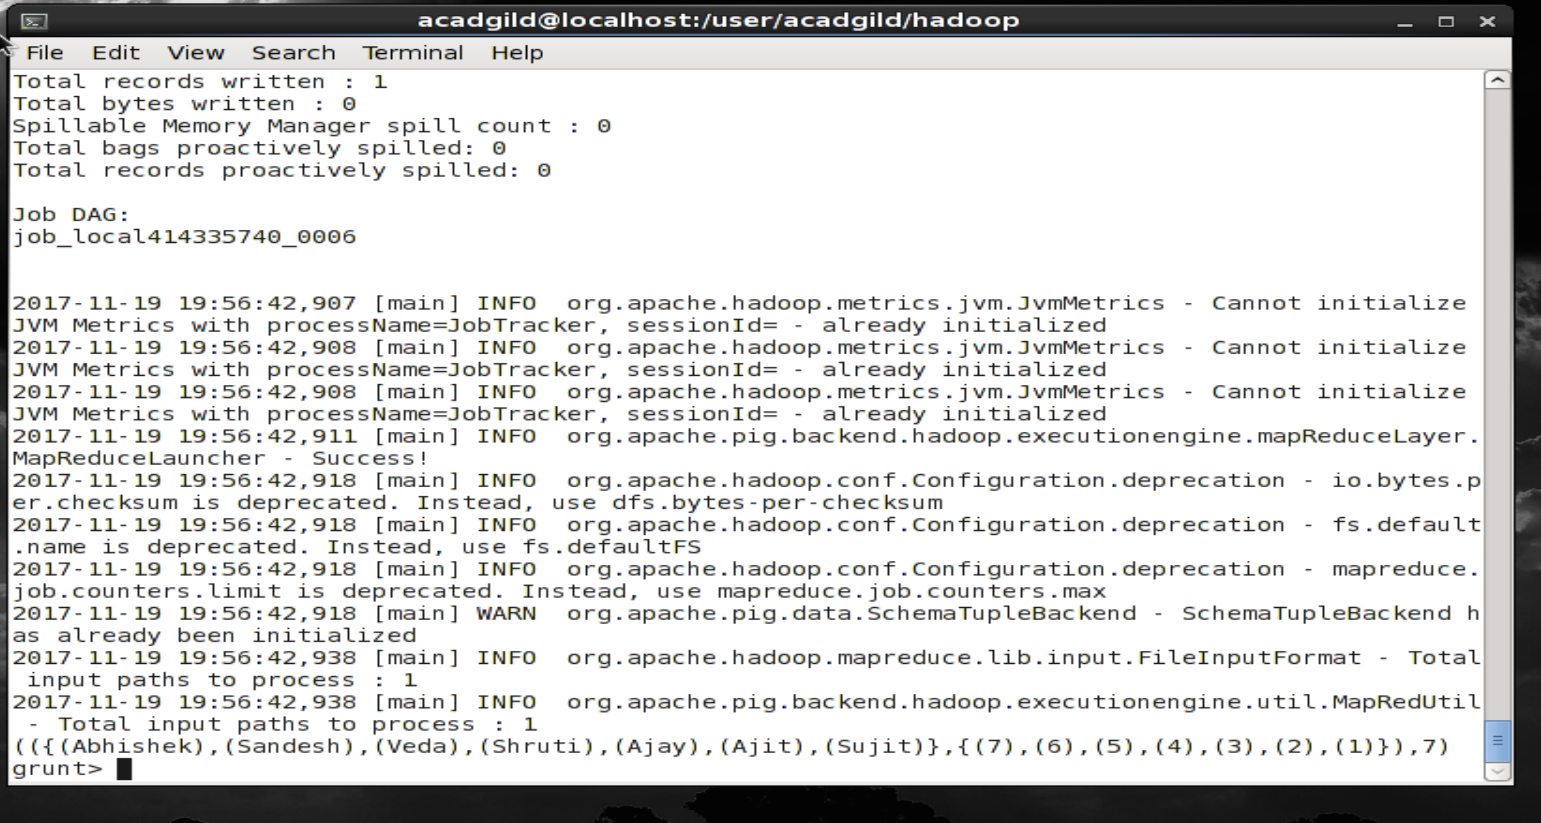 acadgild@localhost:/user/acadgild/hadoop
File Edit View Search Terminal Help
Total records written : 1
Total bytes written : 0
Spillable Memory Manager spill count : 0
Total bags proactively spilled: 0
Total records proactively spilled: 0
Job DAG:
job_local414335740_0006
2017-11-19 19:56:42,907 [main] INFO  org.apache.hadoop.metrics.jvm.JvmMetrics - Cannot initialize
JVM Metrics with processName=JobTracker, sessionId= - already initialized
2017-11-19 19:56:42,908 [main] INFO  org.apache.hadoop.metrics.jvm.JvmMetrics - Cannot initialize
JVM Metrics with processName=JobTracker, sessionId= - already initialized
2017-11-19 19:56:42,908 [main] INFO  org.apache.hadoop.metrics.jvm.JvmMetrics - Cannot initialize
JVM Metrics with processName=JobTracker, sessionId= - already initialized
2017-11-19 19:56:42,911 [main] INFO  org.apache.pig.backend.hadoop.executionengine.mapReduceLayer.
MapReduceLauncher - Success!
2017-11-19 19:56:42,918 [main] INFO  org.apache.hadoop.conf.Configuration.deprecation - io.bytes.p
er.checksum is deprecated. Instead, use dfs.bytes-per-checksum
2017-11-19 19:56:42,918 [main] INFO  org.apache.hadoop.conf.Configuration.deprecation - fs.default
.name is deprecated. Instead, use fs.defaultFS
2017-11-19 19:56:42,918 [main] INFO  org.apache.hadoop.conf.Configuration.deprecation - mapreduce.
job.counters.limit is deprecated. Instead, use mapreduce.job.counters.max
2017-11-19 19:56:42,918 [main] WARN  org.apache.pig.data.SchemaTupleBackend - SchemaTupleBackend h
as already been initialized
2017-11-19 19:56:42,938 [main] INFO  org.apache.hadoop.mapreduce.lib.input.FileInputFormat - Total
 input paths to process : 1
2017-11-19 19:56:42,938 [main] INFO  org.apache.pig.backend.hadoop.executionengine.util.MapRedUtil
 - Total input paths to process : 1
(({(Abhishek),(Sandesh),(Veda),(Shruti),(Ajay),(Ajit),(Sujit)},{(7),(6),(5),(4),(3),(2),(1)}),7)
grunt>